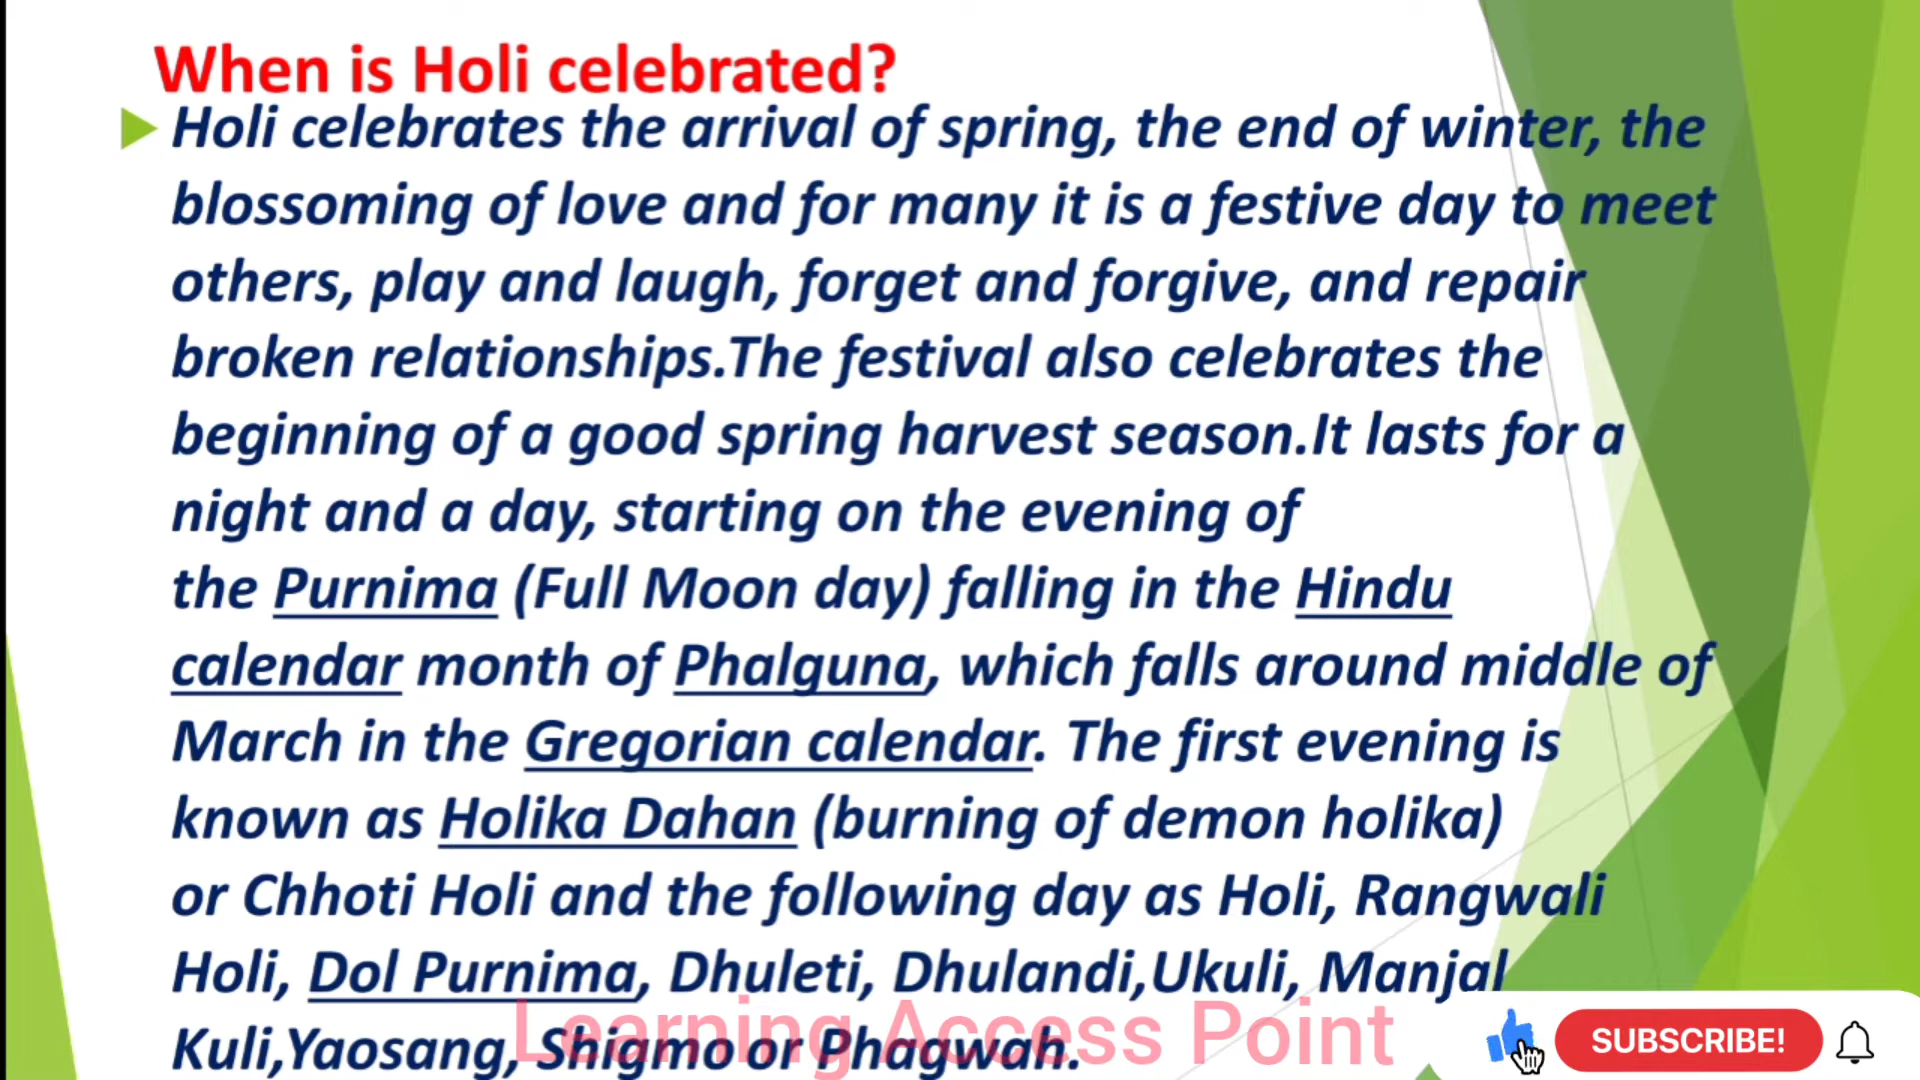 When is Holi celebrated?
Holi celebrates the arrival of spring, the end of winter, the
blossoming of love and for many it is a festive day to meet
others, play and laugh, forget and forgive, and repair
broken relationships.The festival also celebrates the
beginning of a good spring harvest season.It lasts for a
night and a day, starting on the evening of
the Purnima (Full Moon day) falling in the Hindu
calendar month of Phalguna, which falls around middle of
March in the Gregorian calendar. The first evening is
known as Holika Dahan (burning of demon holika)
or Chhoti Holi and the following day as Holi, Rangwali
Holi, Dol Purnima, Dhuleti, Dhulandi,Ukuli, Manjal
Kuli,Yaosang, Shigmo or Phagwah.
Learning Access Point
SUBSCRIBE!